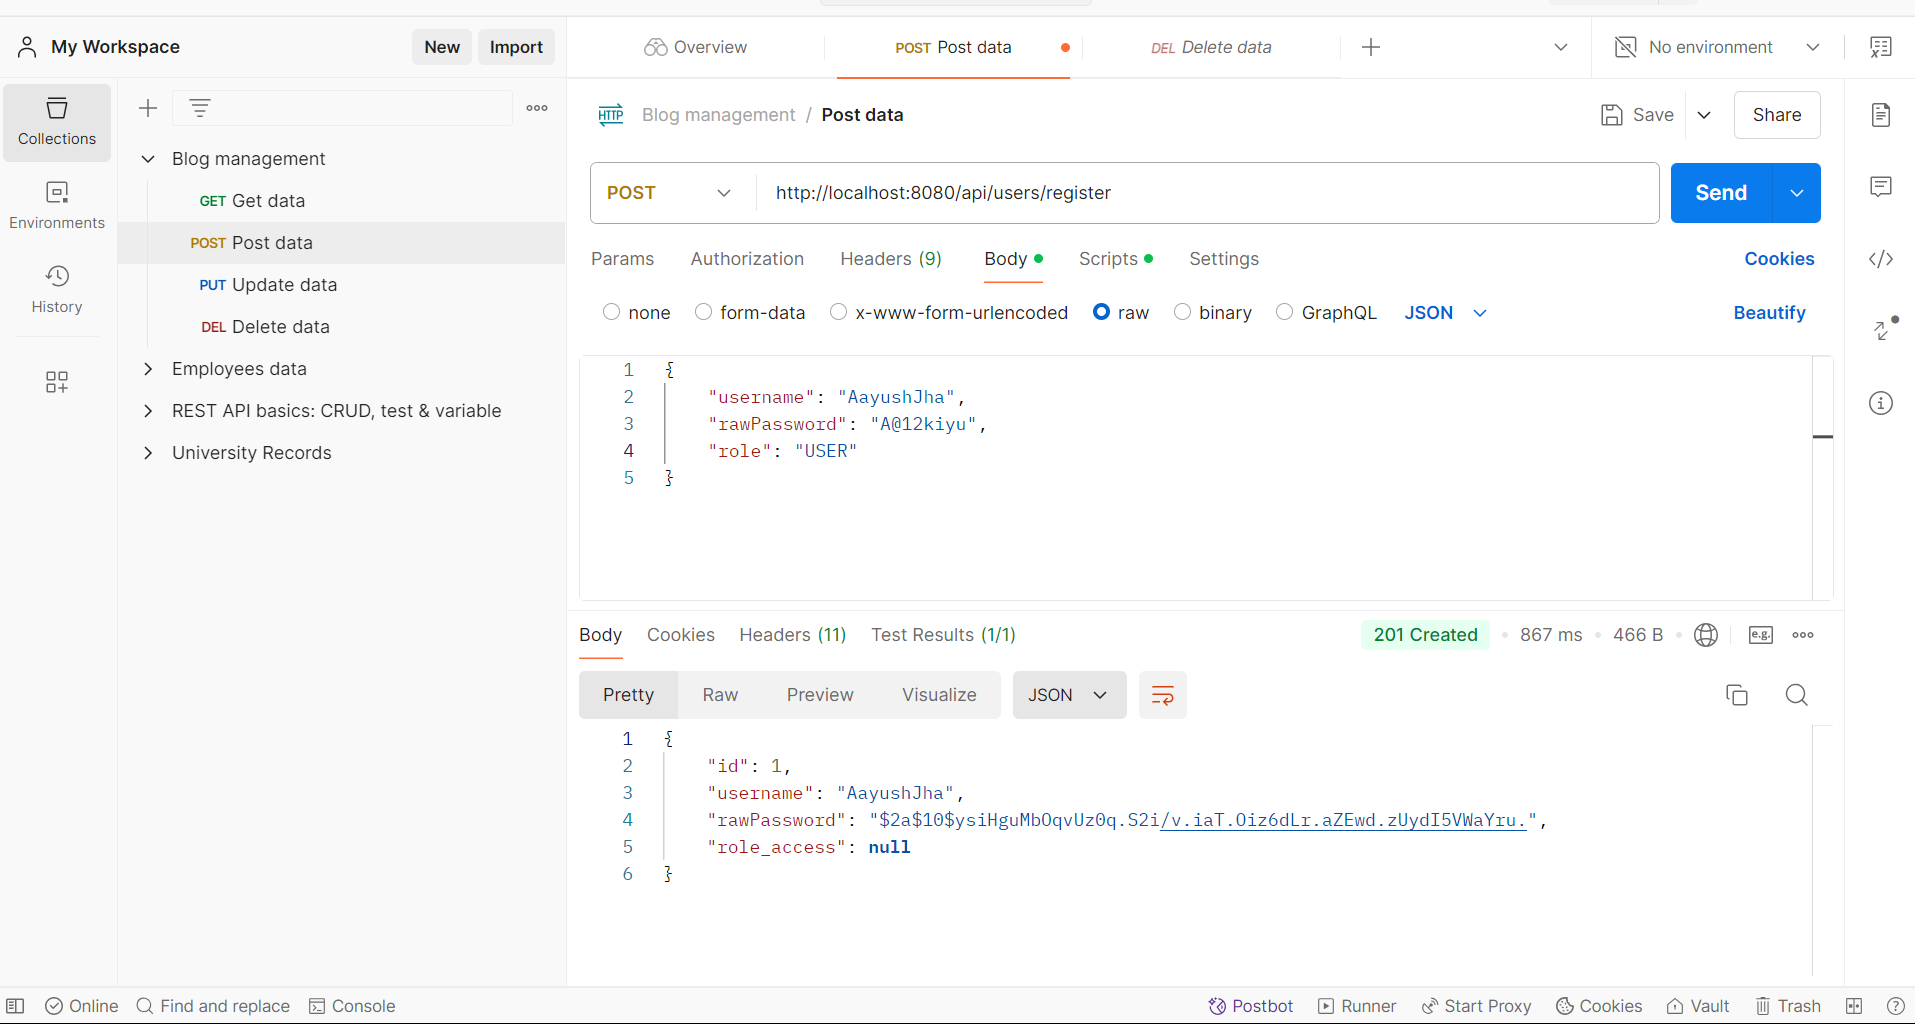 My Workspace
New
Import
Overview
POST Post data
DEL Delete data
No environment
Collections
Environments
History
Blog management
GET Get data
POST Post data
PUT Update data
DEL Delete data
Employees data
REST API basics: CRUD, test & variable
University Records
HTTP
Blog management / Post data
Save
Share
POST
http://localhost:8080/api/users/register
Send
Params
Authorization
Headers (9)
Body
Scripts
Settings
Cookies
none
form-data
x-www-form-urlencoded
raw
binary
GraphQL
JSON
Beautify
1 {
2 "username": "AayushJha",
3 "rawPassword": "A@12kiyu",
4 "role": "USER"
5 }
Body
Cookies
Headers (11)
Test Results (1/1)
201 Created
867 ms
466 B
e.g.
Pretty
Raw
Preview
Visualize
JSON
1 {
2 "id": 1,
3 "username": "AayushJha",
4 "rawPassword": "$2a$10$ysiHguMbOqvUz0q.S2i/v.iaT.Oiz6dLr.aZEwd.zUydI5VWaYru.",
5 "role_access": null
6 }
Online
Find and replace
Console
Postbot
Runner
Start Proxy
Cookies
Vault
Trash